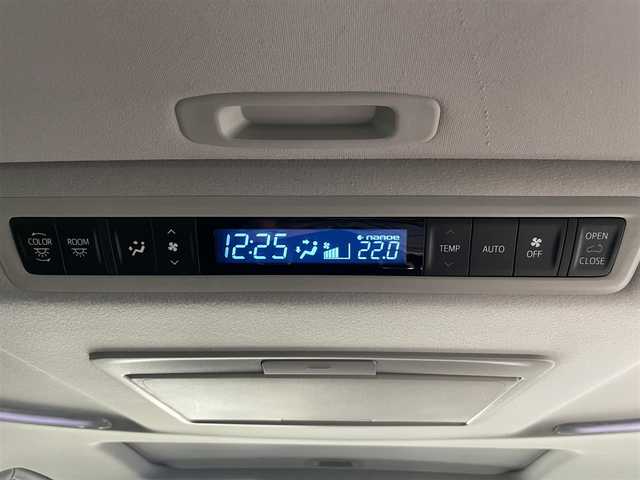 COLOR
ROOM
nanoe
12:25
22.0
TEMP
AUTO
OFF
OPEN
CLOSE